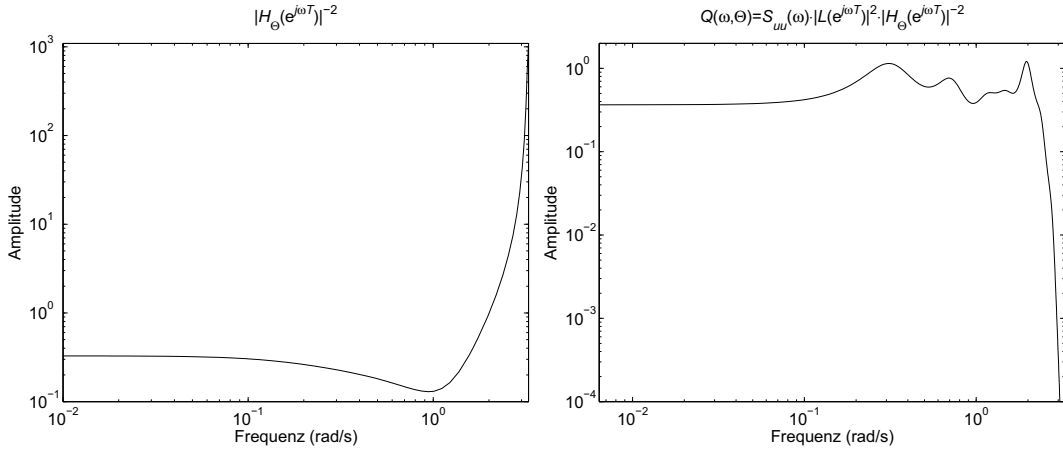 |H_Θ(e^{jωT})|^{−2}
10^3
10^2
10^1
10^0
10^{−1}
Amplitude
10^{−2} 10^{−1} 10^0
Frequenz (rad/s)
Q(ω,Θ)=S_{uu}(ω)·|L(e^{jωT})|^2·|H_Θ(e^{jωT})|^{−2}
10^0
10^{−1}
10^{−2}
10^{−3}
10^{−4}
Amplitude
10^{−2} 10^{−1} 10^0
Frequenz (rad/s)